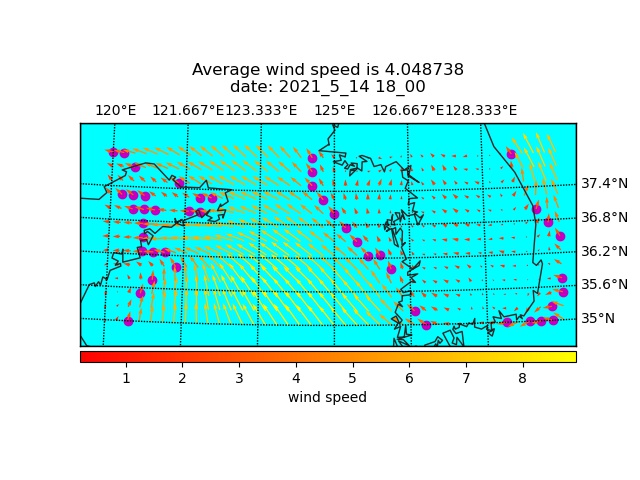 Average wind speed is 4.048738
date: 2021_5_14 18_00
120°E 121.667°E 123.333°E 125°E 126.667°E 128.333°E
37.4°N
36.8°N
36.2°N
35.6°N
35°N
1 2 3 4 5 6 7 8
wind speed